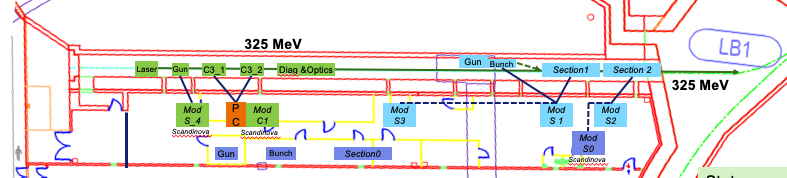 325 MeV
LB1
Laser
Gun
C3_1
C3_2
Diag &Optics
Gun
Bunch
Section1
Section 2
325 MeV
Mod
S_4
Scandinova
P
C
Mod
C1
Scandinova
Mod
S3
Mod
S 1
Mod
S2
Mod
S0
Scandinova
Gun
Bunch
Section0